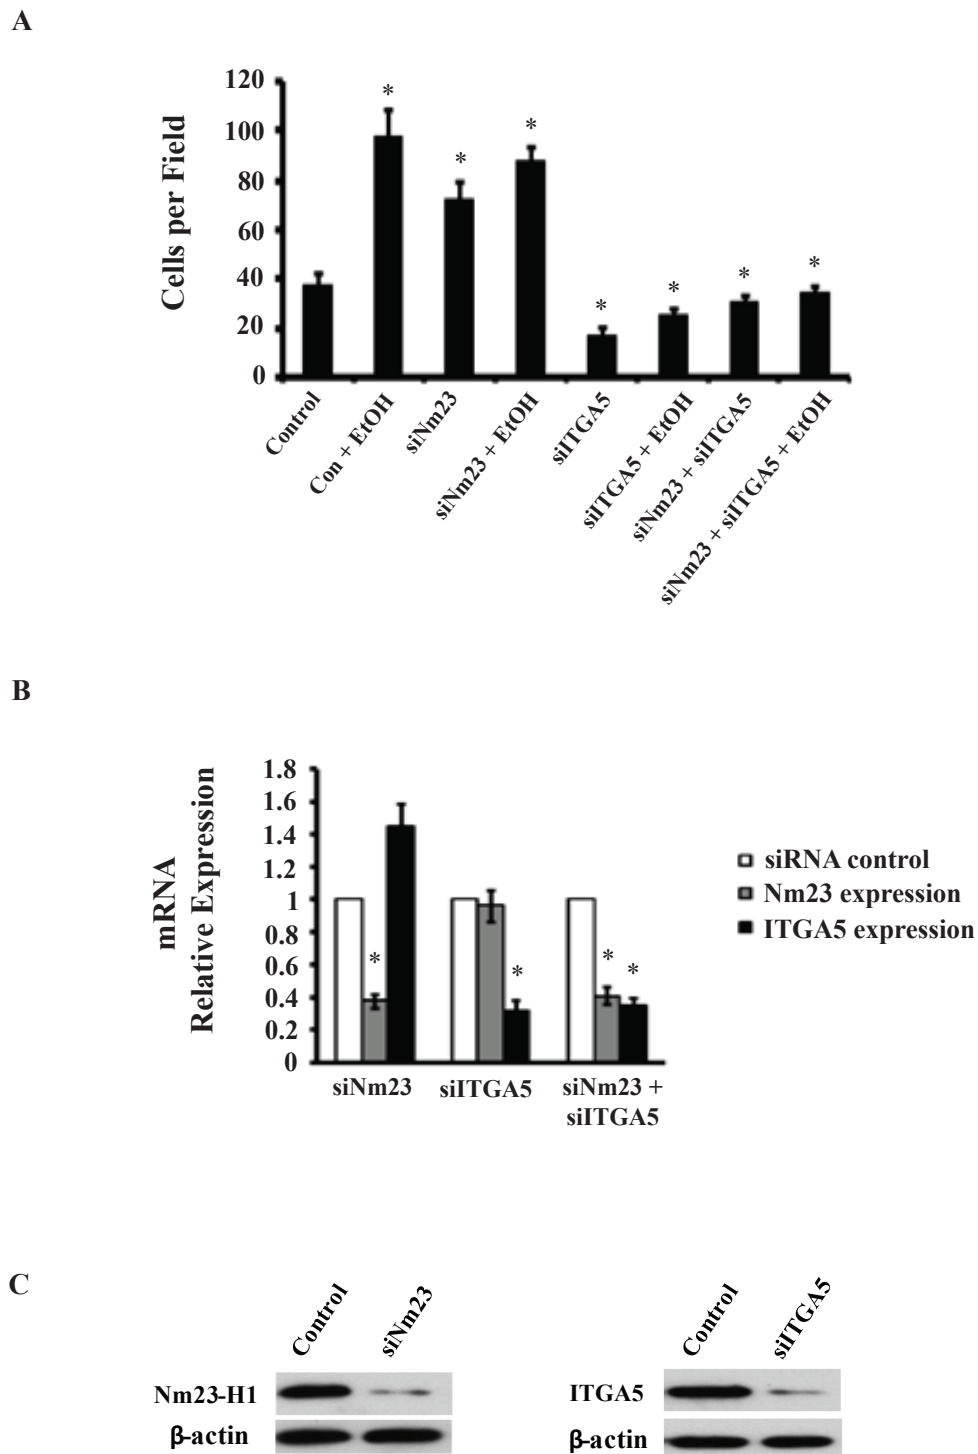 A
Cells per Field
120
100
80
60
40
20
0
* * * * * * *
Control
Con + EtOH
siNm23
siNm23 + EtOH
siITGA5
siITGA5 + EtOH
siNm23 + siITGA5
siNm23 + siITGA5 + EtOH
B
mRNA
Relative Expression
1.8
1.6
1.4
1.2
1
0.8
0.6
0.4
0.2
0
* * * *
siNm23
siITGA5
siNm23 +
siITGA5
siRNA control
Nm23 expression
ITGA5 expression
C
Control
siNm23
Nm23-H1
β-actin
Control
siITGA5
ITGA5
β-actin